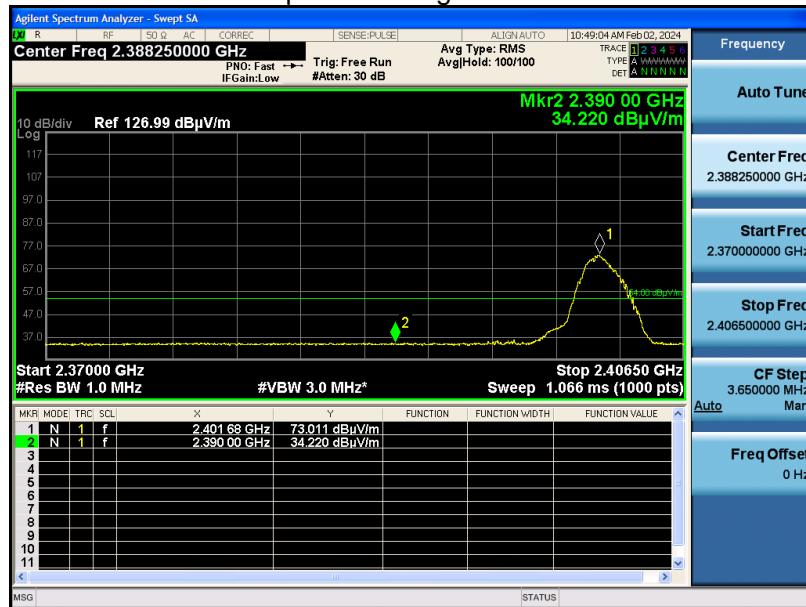 Agilent Spectrum Analyzer - Swept SA
LXI R RF 50 Ω AC CORREC SENSE:PULSE ALIGN AUTO 10:49:04 AM Feb 02, 2024
Center Freq 2.388250000 GHz
PNO: Fast
IFGain:Low
Trig: Free Run
#Atten: 30 dB
Avg Type: RMS
Avg|Hold: 100/100
TRACE 1 2 3 4 5 6
TYPE A WWWWW
DET A N N N N N
Mkr2 2.390 00 GHz
34.220 dBµV/m
10 dB/div Ref 126.99 dBµV/m
Log
117
107
97.0
87.0
77.0
67.0
57.0
47.0
37.0
1
2
54.00 dBµV/m
Start 2.37000 GHz Stop 2.40650 GHz
#Res BW 1.0 MHz #VBW 3.0 MHz* Sweep 1.066 ms (1000 pts)
MKR MODE TRC SCL X Y FUNCTION FUNCTION WIDTH FUNCTION VALUE
1 N 1 f 2.401 68 GHz 73.011 dBµV/m
2 N 1 f 2.390 00 GHz 34.220 dBµV/m
3
4
5
6
7
8
9
10
11
MSG STATUS
Frequency
Auto Tune
Center Freq
2.388250000 GHz
Start Freq
2.370000000 GHz
Stop Freq
2.406500000 GHz
CF Step
3.650000 MHz
Auto Man
Freq Offset
0 Hz